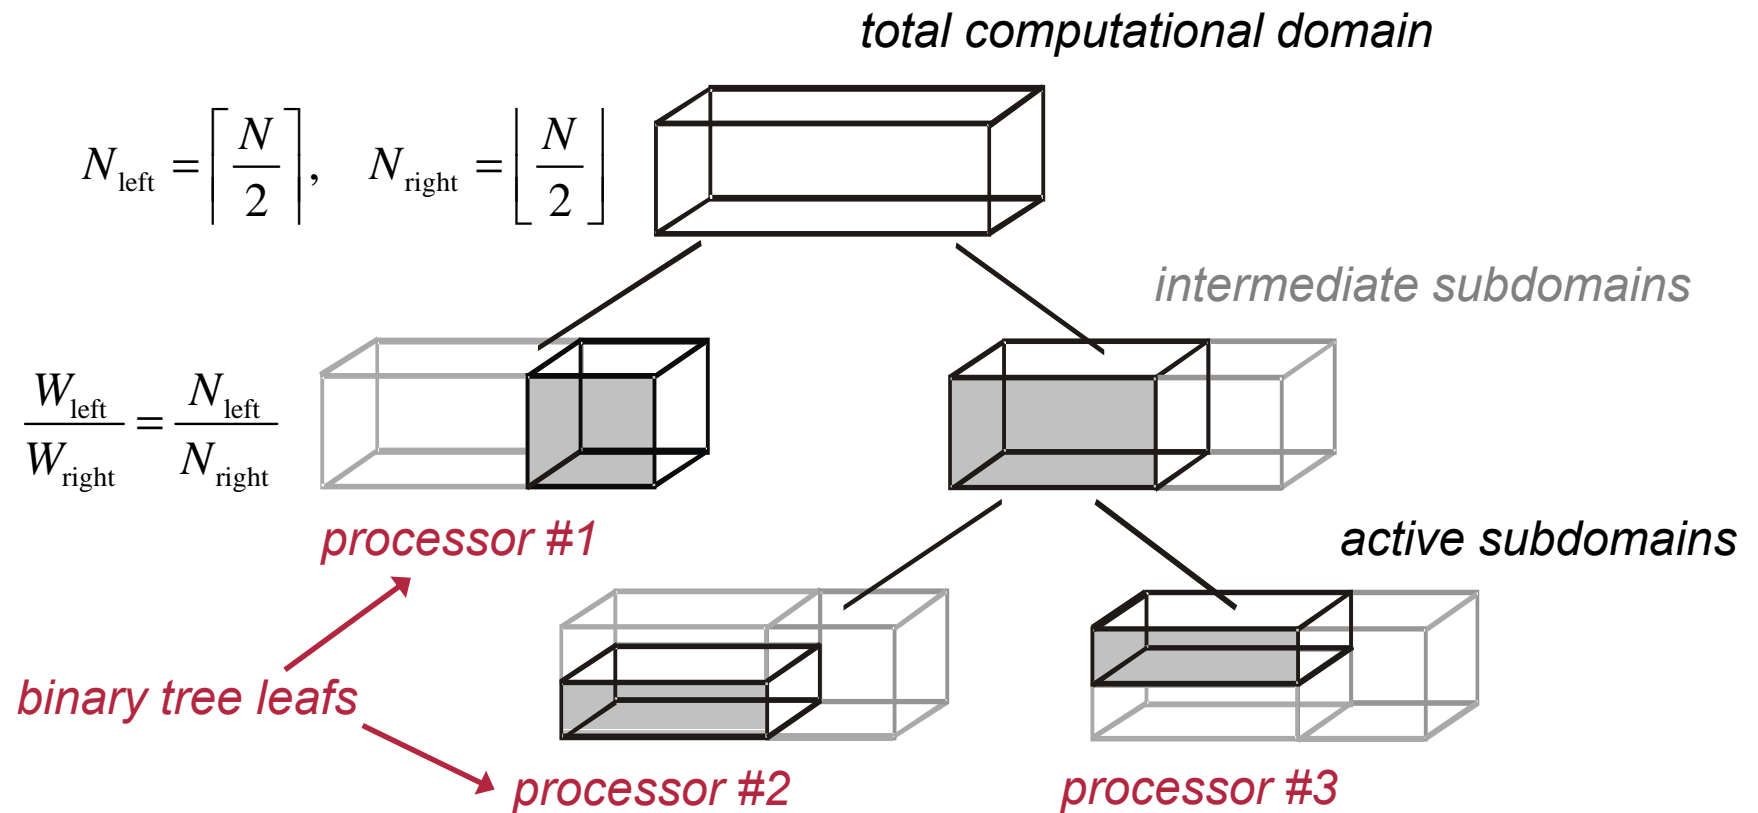 total computational domain
N_left = ⌈N/2⌉, N_right = ⌊N/2⌋
intermediate subdomains
W_left/W_right = N_left/N_right
processor #1
active subdomains
binary tree leafs
processor #2
processor #3